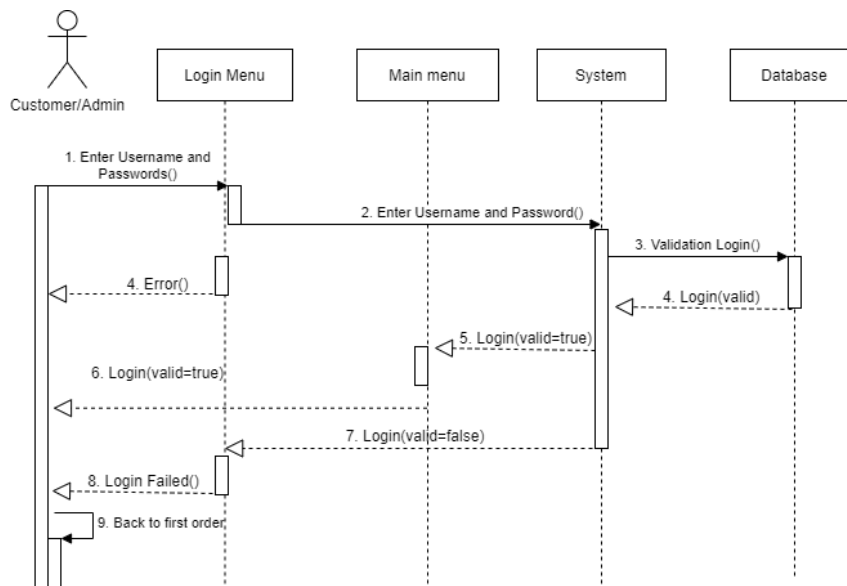 Login Menu
Main menu
System
Database
Customer/Admin
1. Enter Username and
Passwords()
2. Enter Username and Password()
3. Validation Login()
4. Error()
4. Login(valid)
5. Login(valid=true)
6. Login(valid=true)
7. Login(valid=false)
8. Login Failed()
9. Back to first order